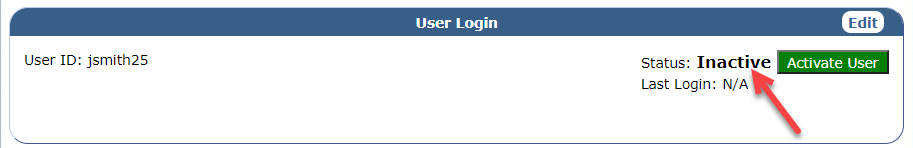 User Login
Edit
User ID: jsmith25
Status: Inactive Activate User
Last Login: N/A